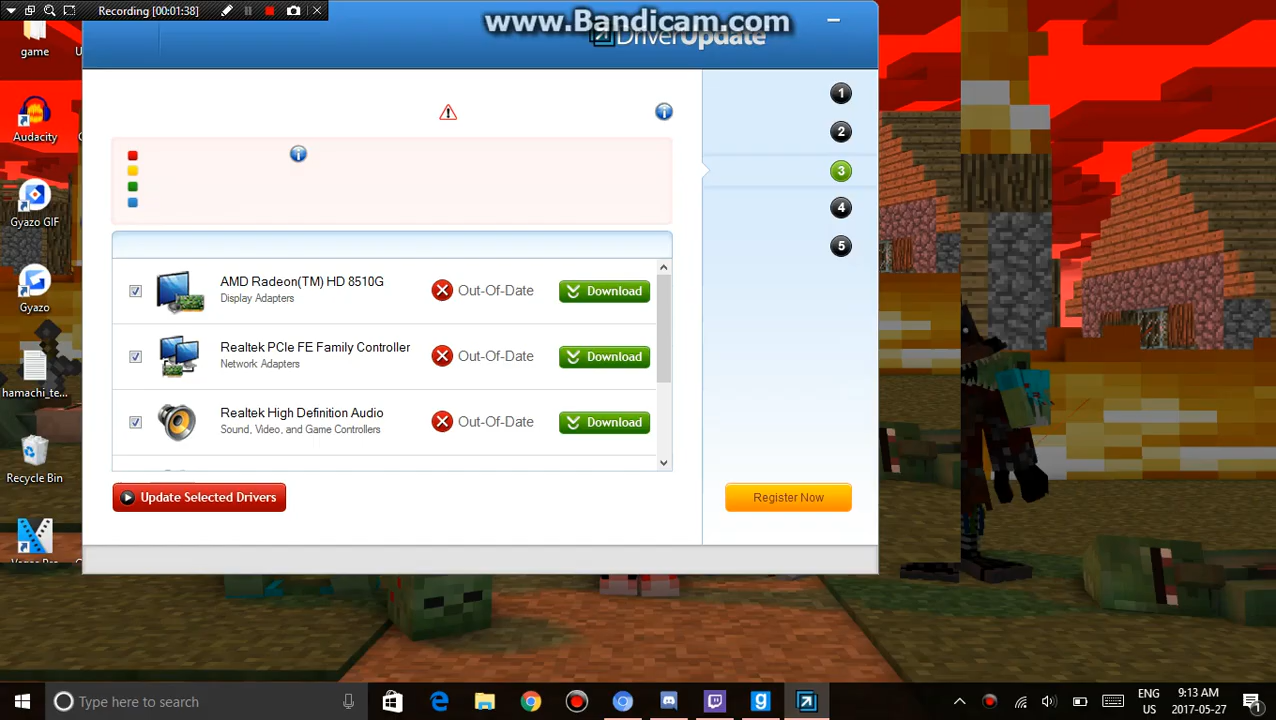 Recording [00:01:38]
www.Bandicam.com
DriverUpdate
game
Audacity
Gyazo GIF
Gyazo
hamachi_te...
Recycle Bin
Vegas Pro
1
2
3
4
5
AMD Radeon(TM) HD 8510G
Display Adapters
Out-Of-Date
Download
Realtek PCIe FE Family Controller
Network Adapters
Out-Of-Date
Download
Realtek High Definition Audio
Sound, Video, and Game Controllers
Out-Of-Date
Download
Update Selected Drivers
Register Now
Type here to search
ENG
US
9:13 AM
2017-05-27
1